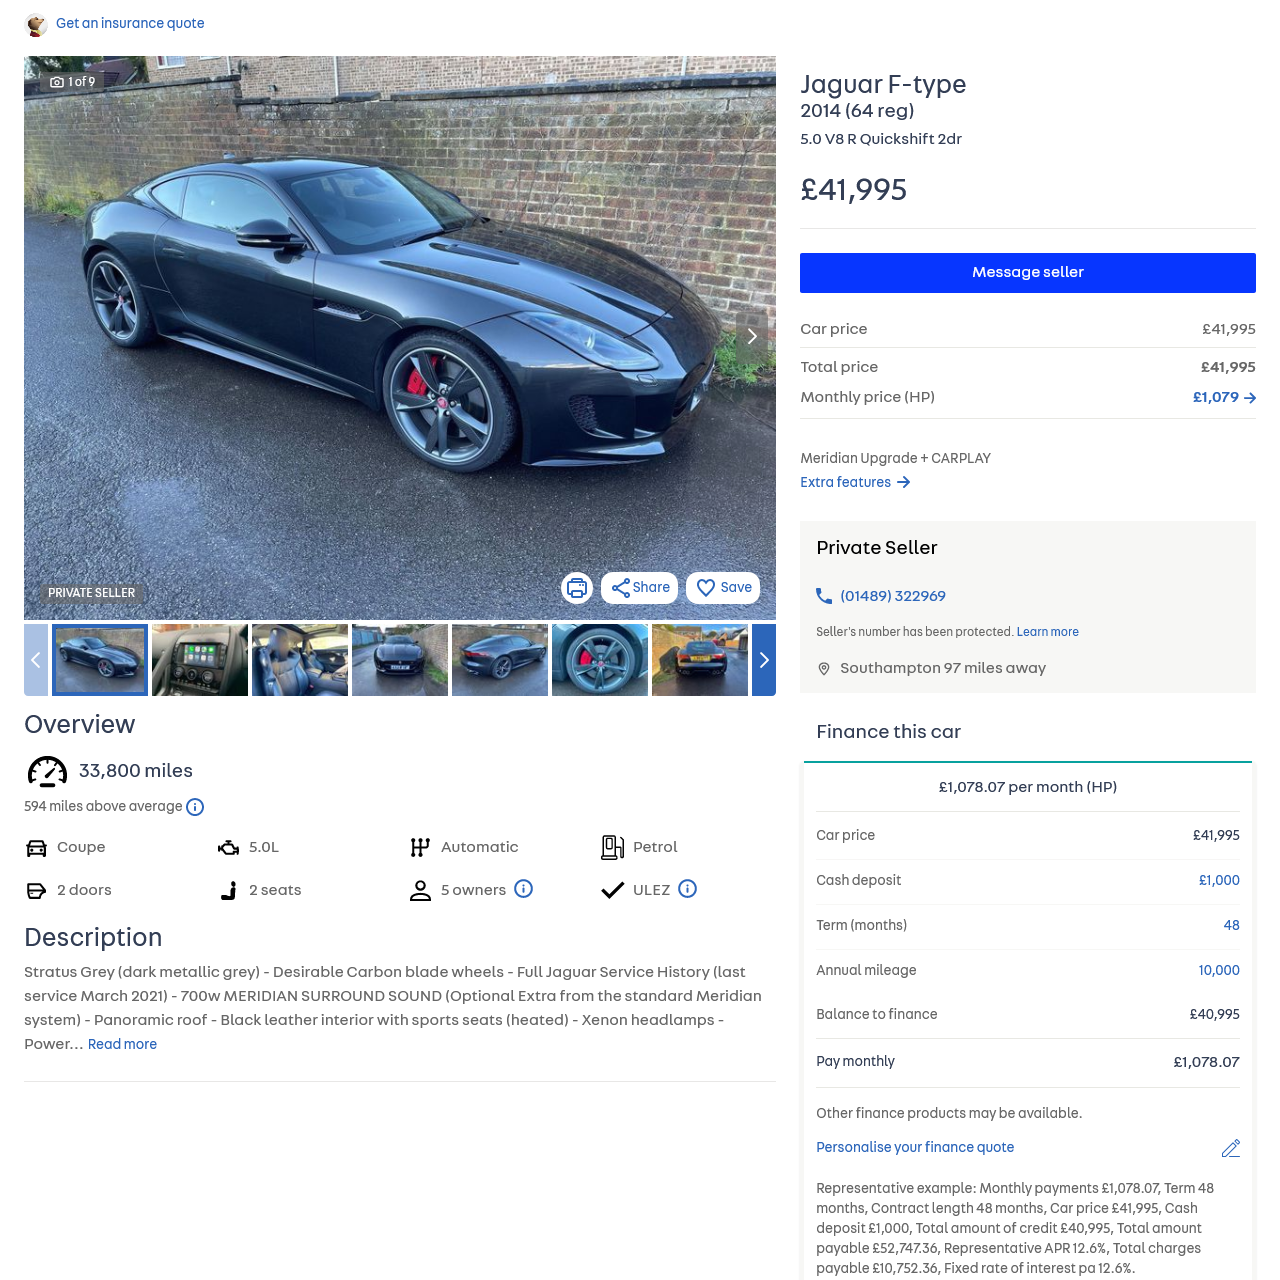 Get an insurance quote
1 of 9
PRIVATE SELLER
Share
Save
Overview
33,800 miles
594 miles above average
Coupe
5.0L
Automatic
Petrol
2 doors
2 seats
5 owners
ULEZ
Description
Stratus Grey (dark metallic grey) - Desirable Carbon blade wheels - Full Jaguar Service History (last
service March 2021) - 700w MERIDIAN SURROUND SOUND (Optional Extra from the standard Meridian
system) - Panoramic roof - Black leather interior with sports seats (heated) - Xenon headlamps -
Power... Read more
Jaguar F-type
2014 (64 reg)
5.0 V8 R Quickshift 2dr
£41,995
Message seller
Car price £41,995
Total price £41,995
Monthly price (HP) £1,079
Meridian Upgrade + CARPLAY
Extra features
Private Seller
(01489) 322969
Seller's number has been protected. Learn more
Southampton 97 miles away
Finance this car
£1,078.07 per month (HP)
Car price £41,995
Cash deposit £1,000
Term (months) 48
Annual mileage 10,000
Balance to finance £40,995
Pay monthly £1,078.07
Other finance products may be available.
Personalise your finance quote
Representative example: Monthly payments £1,078.07, Term 48
months, Contract length 48 months, Car price £41,995, Cash
deposit £1,000, Total amount of credit £40,995, Total amount
payable £52,747.36, Representative APR 12.6%, Total charges
payable £10,752.36, Fixed rate of interest pa 12.6%.